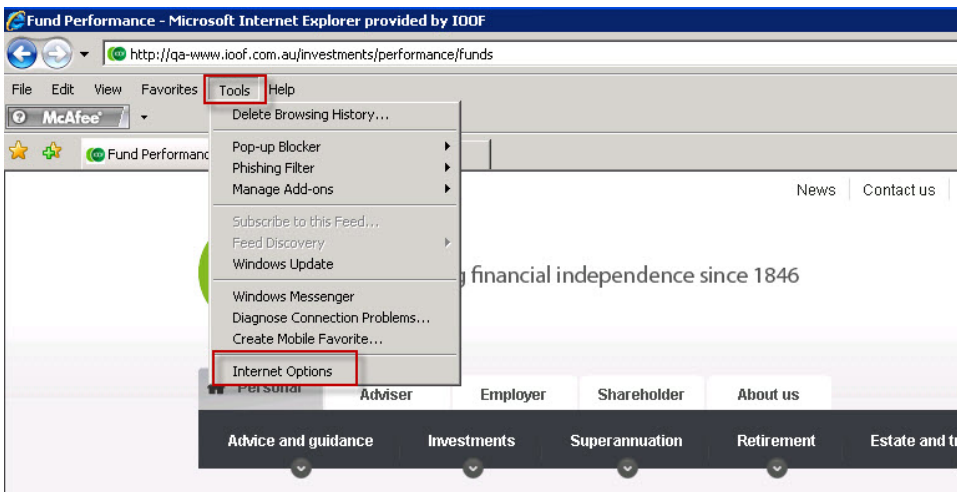 Fund Performance - Microsoft Internet Explorer provided by IOOF
http://qa-www.ioof.com.au/investments/performance/funds
File Edit View Favorites Tools Help
McAfee
Delete Browsing History...
Fund Performanc
Pop-up Blocker
Phishing Filter
Manage Add-ons
News Contact us
Subscribe to this Feed...
Feed Discovery
Windows Update
financial independence since 1846
Windows Messenger
Diagnose Connection Problems...
Create Mobile Favorite...
Internet Options
Personal Adviser Employer Shareholder About us
Advice and guidance Investments Superannuation Retirement Estate and